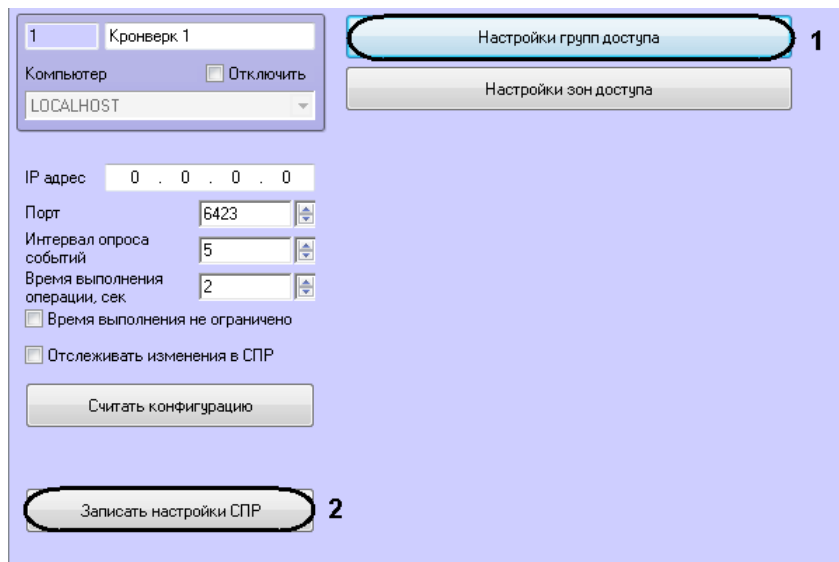 1 Кронверк 1
Компьютер Отключить
LOCALHOST
Настройки групп доступа 1
Настройки зон доступа
IP адрес 0 . 0 . 0 . 0
Порт 6423
Интервал опроса
событий 5
Время выполнения
операции, сек 2
Время выполнения не ограничено
Отслеживать изменения в СПР
Считать конфигурацию
Записать настройки СПР 2